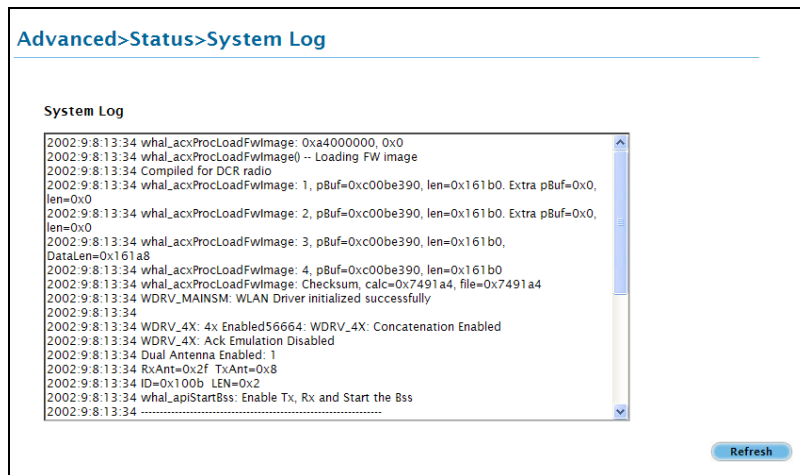 Advanced>Status>System Log
System Log
2002:9:8:13:34 whal_acxProcLoadFwImage: 0xa4000000, 0x0
2002:9:8:13:34 whal_acxProcLoadFwImage() -- Loading FW image
2002:9:8:13:34 Compiled for DCR radio
2002:9:8:13:34 whal_acxProcLoadFwImage: 1, pBuf=0xc00be390, len=0x161b0. Extra pBuf=0x0,
len=0x0
2002:9:8:13:34 whal_acxProcLoadFwImage: 2, pBuf=0xc00be390, len=0x161b0. Extra pBuf=0x0,
len=0x0
2002:9:8:13:34 whal_acxProcLoadFwImage: 3, pBuf=0xc00be390, len=0x161b0,
DataLen=0x161a8
2002:9:8:13:34 whal_acxProcLoadFwImage: 4, pBuf=0xc00be390, len=0x161b0
2002:9:8:13:34 whal_acxProcLoadFwImage: Checksum, calc=0x7491a4, file=0x7491a4
2002:9:8:13:34 WDRV_MAINSM: WLAN Driver initialized successfully
2002:9:8:13:34
2002:9:8:13:34 WDRV_4X: 4x Enabled56664: WDRV_4X: Concatenation Enabled
2002:9:8:13:34 WDRV_4X: Ack Emulation Disabled
2002:9:8:13:34 Dual Antenna Enabled: 1
2002:9:8:13:34 RxAnt=0x2f  TxAnt=0x8
2002:9:8:13:34 ID=0x100b  LEN=0x2
2002:9:8:13:34 whal_apiStartBss: Enable Tx, Rx and Start the Bss
2002:9:8:13:34 ----------------------------------------------------------------
Refresh